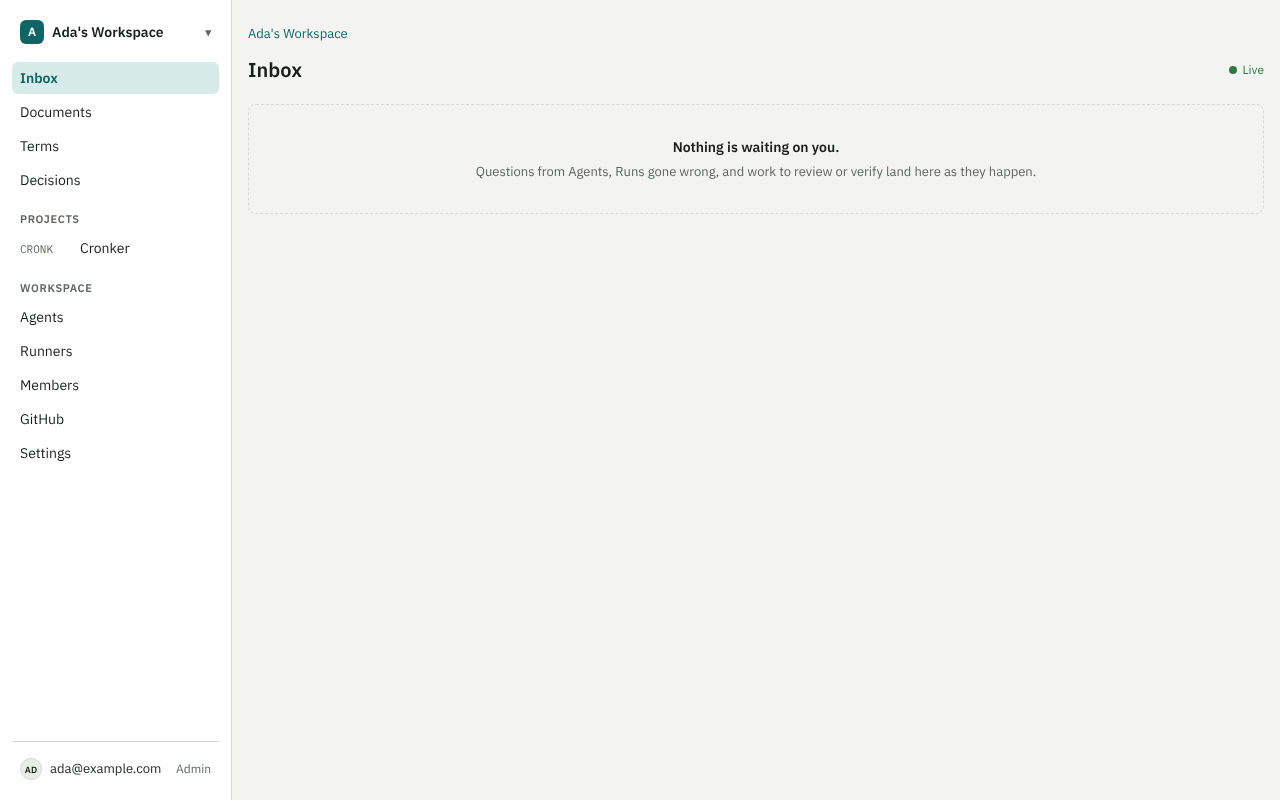 A Ada's Workspace ▾
Inbox
Documents
Terms
Decisions
PROJECTS
CRONK Cronker
WORKSPACE
Agents
Runners
Members
GitHub
Settings
AD ada@example.com Admin
Ada's Workspace
Inbox
Live
Nothing is waiting on you.
Questions from Agents, Runs gone wrong, and work to review or verify land here as they happen.